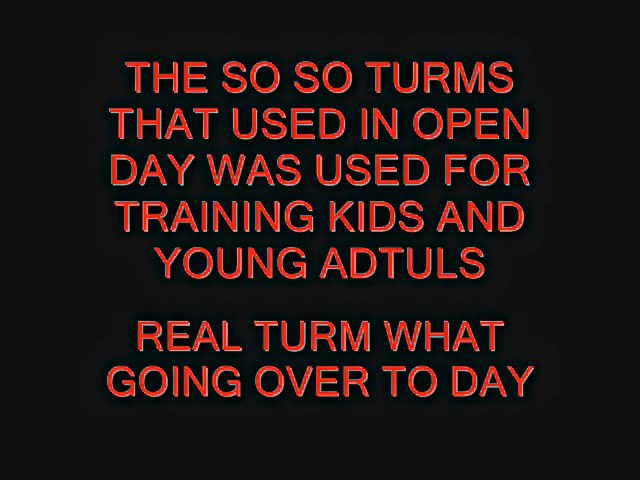 THE SO SO TURMS
THAT USED IN OPEN
DAY WAS USED FOR
TRAINING KIDS AND
YOUNG ADTULS
REAL TURM WHAT
GOING OVER TO DAY